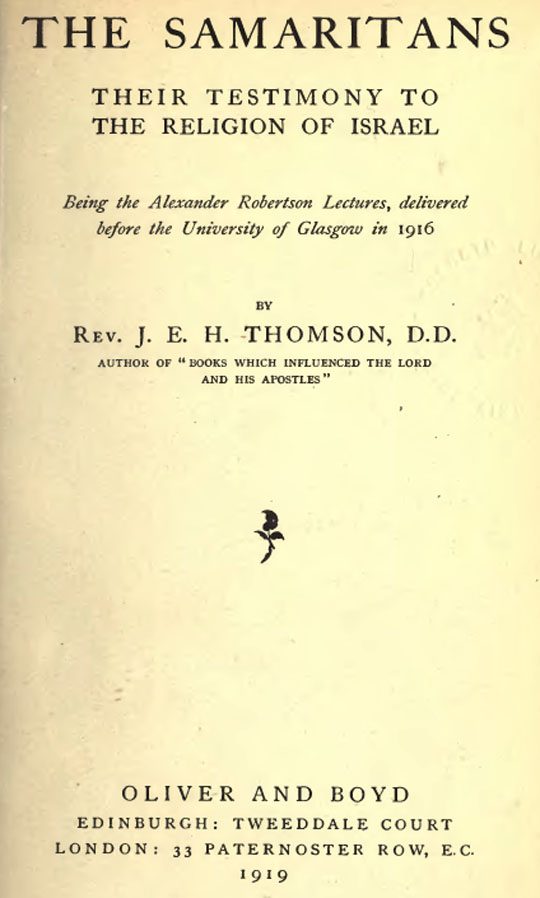 THE SAMARITANS
THEIR TESTIMONY TO
THE RELIGION OF ISRAEL
Being the Alexander Robertson Lectures, delivered
before the University of Glasgow in 1916
BY
REV. J. E. H. THOMSON, D.D.
AUTHOR OF "BOOKS WHICH INFLUENCED THE LORD
AND HIS APOSTLES"
OLIVER AND BOYD
EDINBURGH: TWEEDDALE COURT
LONDON: 33 PATERNOSTER ROW, E.C.
1919